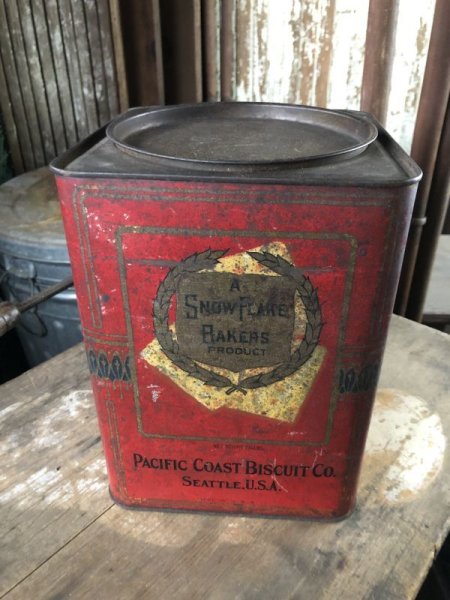 A
SNOW FLAKE
BAKERS
PRODUCT
PACIFIC COAST BISCUIT CO.
SEATTLE, U.S.A.